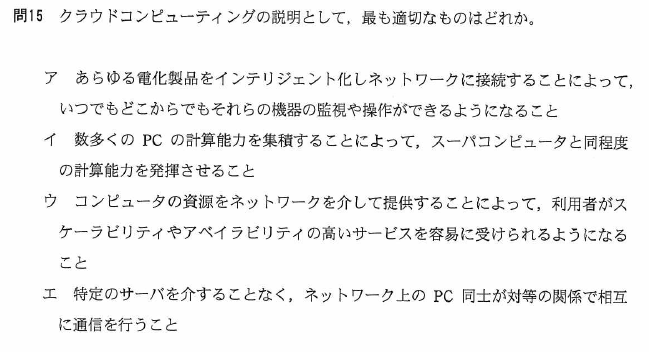 問15 クラウドコンピューティングの説明として，最も適切なものはどれか。
ア あらゆる電化製品をインテリジェント化しネットワークに接続することによって，
いつでもどこからでもそれらの機器の監視や操作ができるようになること
イ 数多くの PC の計算能力を集積することによって，スーパコンピュータと同程度
の計算能力を発揮させること
ウ コンピュータの資源をネットワークを介して提供することによって，利用者がス
ケーラビリティやアベイラビリティの高いサービスを容易に受けられるようになる
こと
エ 特定のサーバを介することなく，ネットワーク上の PC 同士が対等の関係で相互
に通信を行うこと